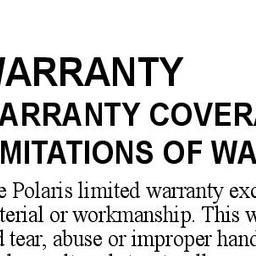 WARRANTY
WARRANTY COVERA
IMITATIONS OF WA
e Polaris limited warranty exc
terial or workmanship. This w
d tear, abuse or improper hand